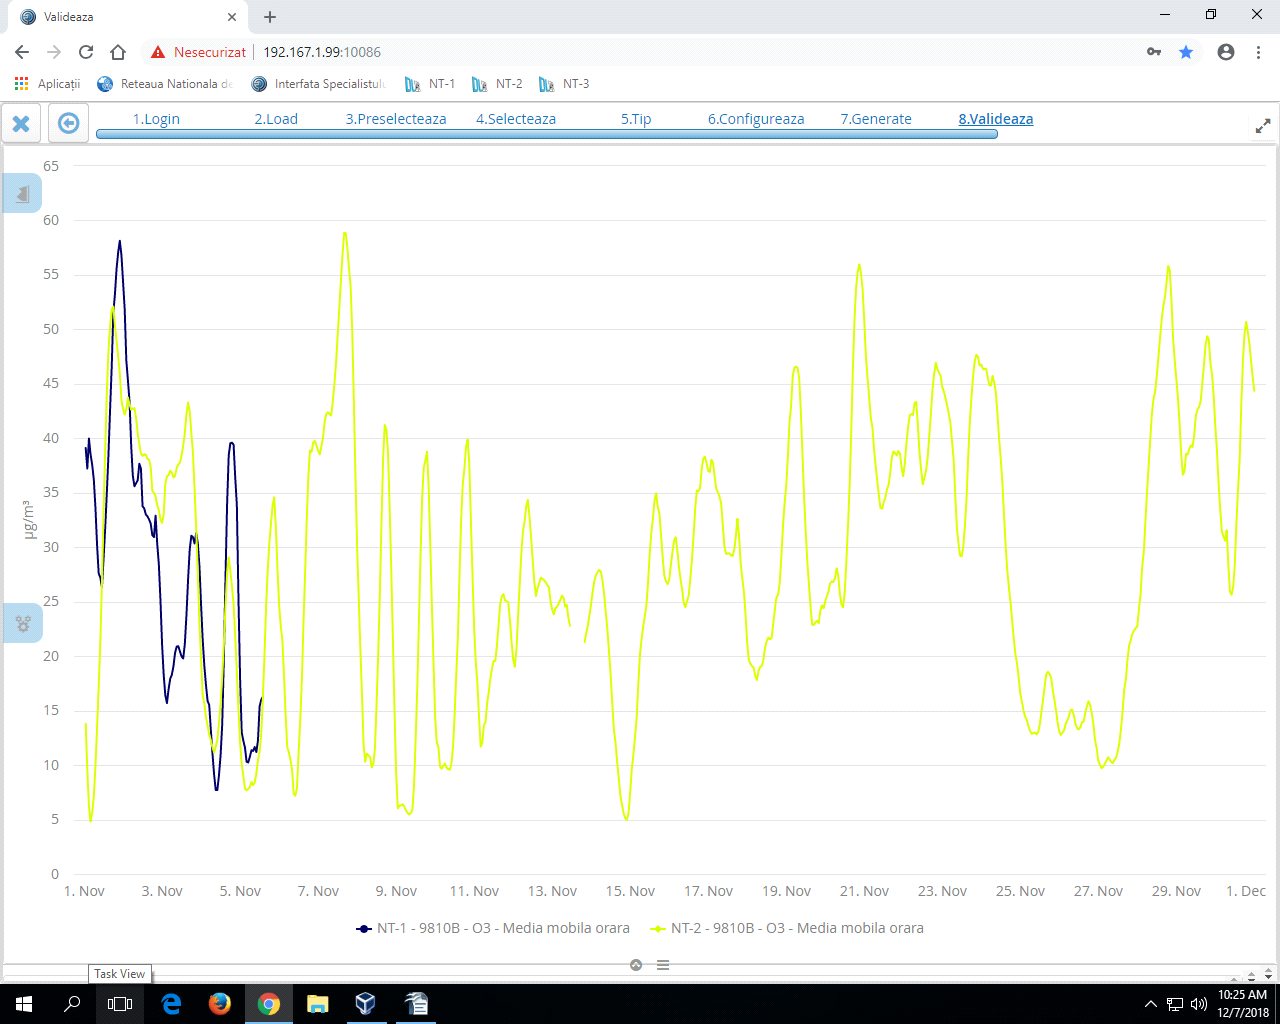 Valideaza
Nesecurizat
192.167.1.99:10086
Aplicații
Reteaua Nationala de
Interfata Specialistulu
NT-1
NT-2
NT-3
1.Login
2.Load
3.Preselecteaza
4.Selecteaza
5.Tip
6.Configureaza
7.Generate
8.Valideaza
65
60
55
50
45
40
35
30
25
20
15
10
5
0
µg/m³
1. Nov
3. Nov
5. Nov
7. Nov
9. Nov
11. Nov
13. Nov
15. Nov
17. Nov
19. Nov
21. Nov
23. Nov
25. Nov
27. Nov
29. Nov
1. Dec
NT-1 - 9810B - O3 - Media mobila orara
NT-2 - 9810B - O3 - Media mobila orara
Task View
10:25 AM
12/7/2018